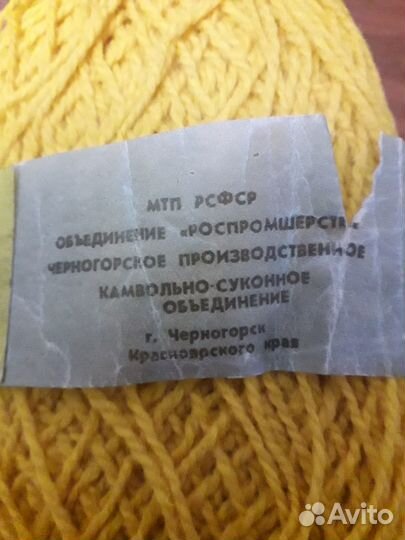 МТП РСФСР
ОБЪЕДИНЕНИЕ «РОСПРОМШЕРСТЬ»
ЧЕРНОГОРСКОЕ ПРОИЗВОДСТВЕННОЕ
КАМВОЛЬНО-СУКОННОЕ
ОБЪЕДИНЕНИЕ
г. Черногорск
Красноярского края
Avito